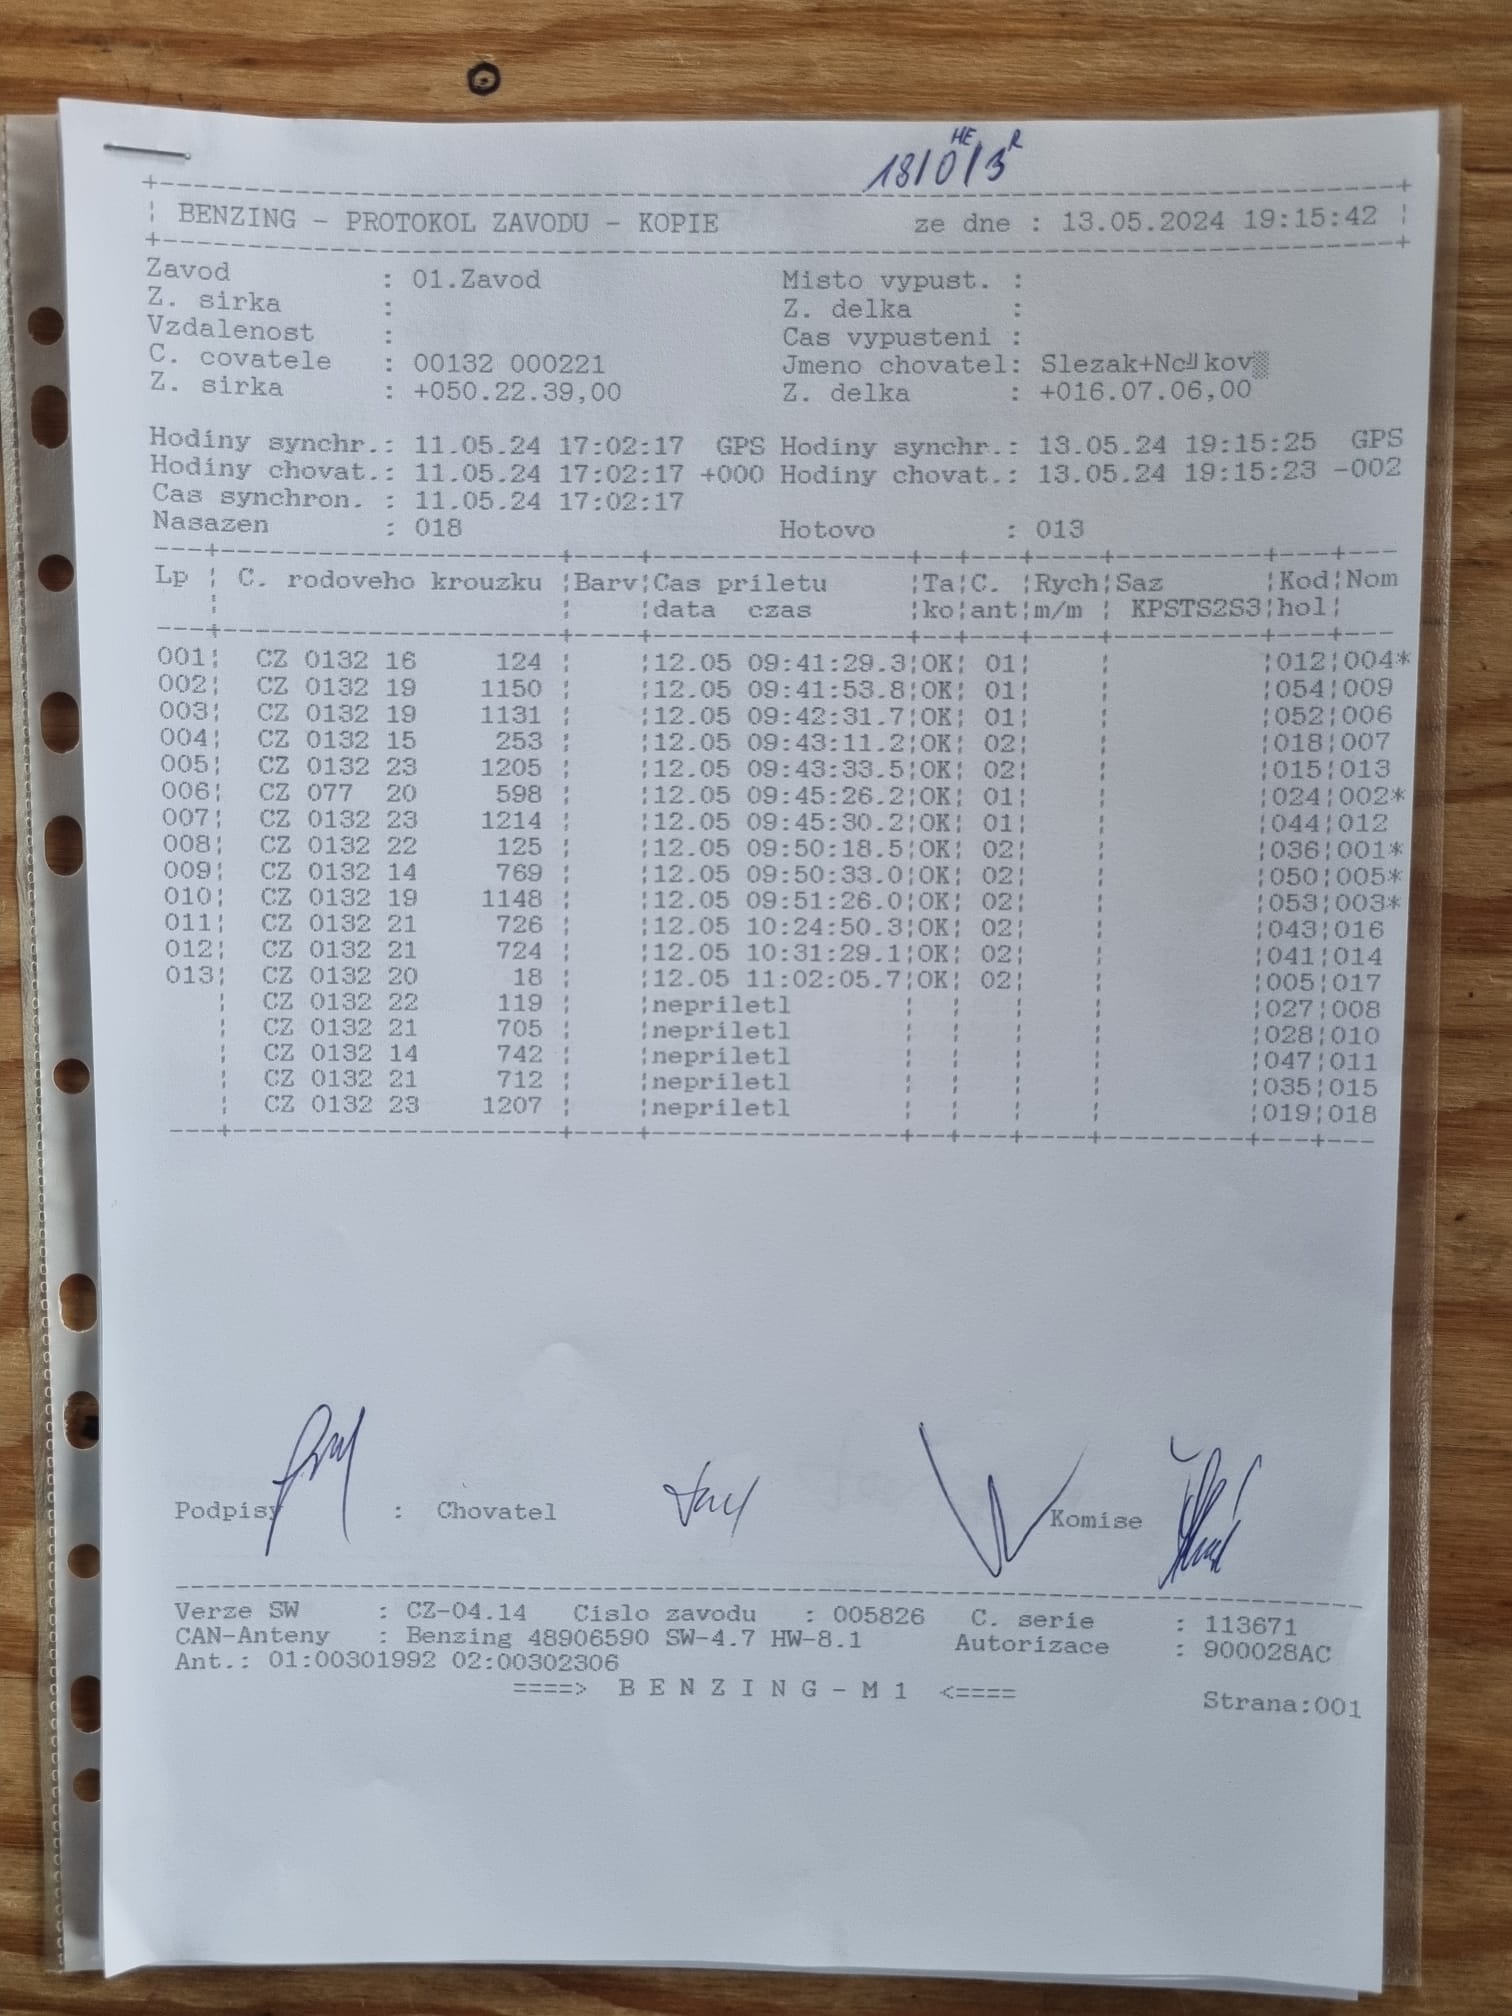 18/0/3
HE R
+------------------------------------------------------------------------------+
¦ BENZING - PROTOKOL ZAVODU - KOPIE ze dne : 13.05.2024 19:15:42 ¦
+------------------------------------------------------------------------------+
Zavod : 01.Zavod Misto vypust. :
Z. sirka : Z. delka :
Vzdalenost : Cas vypusteni :
C. covatele : 00132 000221 Jmeno chovatel: Slezak+Nc╝kov▒
Z. sirka : +050.22.39,00 Z. delka : +016.07.06,00
Hodiny synchr.: 11.05.24 17:02:17 GPS Hodiny synchr.: 13.05.24 19:15:25 GPS
Hodiny chovat.: 11.05.24 17:02:17 +000 Hodiny chovat.: 13.05.24 19:15:23 -002
Cas synchron. : 11.05.24 17:02:17
Nasazen : 018 Hotovo : 013
Lp ¦ C. rodoveho krouzku ¦Barv¦Cas priletu ¦Ta¦C. ¦Rych¦Saz ¦Kod¦Nom
¦ ¦ ¦data czas ¦ko¦ant¦m/m ¦ KPSTS2S3¦hol¦
001¦ CZ 0132 16 124 ¦ ¦12.05 09:41:29.3¦OK¦ 01¦ ¦ ¦012¦004*
002¦ CZ 0132 19 1150 ¦ ¦12.05 09:41:53.8¦OK¦ 01¦ ¦ ¦054¦009
003¦ CZ 0132 19 1131 ¦ ¦12.05 09:42:31.7¦OK¦ 01¦ ¦ ¦052¦006
004¦ CZ 0132 15 253 ¦ ¦12.05 09:43:11.2¦OK¦ 02¦ ¦ ¦018¦007
005¦ CZ 0132 23 1205 ¦ ¦12.05 09:43:33.5¦OK¦ 02¦ ¦ ¦015¦013
006¦ CZ 077 20 598 ¦ ¦12.05 09:45:26.2¦OK¦ 01¦ ¦ ¦024¦002*
007¦ CZ 0132 23 1214 ¦ ¦12.05 09:45:30.2¦OK¦ 01¦ ¦ ¦044¦012
008¦ CZ 0132 22 125 ¦ ¦12.05 09:50:18.5¦OK¦ 02¦ ¦ ¦036¦001*
009¦ CZ 0132 14 769 ¦ ¦12.05 09:50:33.0¦OK¦ 02¦ ¦ ¦050¦005*
010¦ CZ 0132 19 1148 ¦ ¦12.05 09:51:26.0¦OK¦ 02¦ ¦ ¦053¦003*
011¦ CZ 0132 21 726 ¦ ¦12.05 10:24:50.3¦OK¦ 02¦ ¦ ¦043¦016
012¦ CZ 0132 21 724 ¦ ¦12.05 10:31:29.1¦OK¦ 02¦ ¦ ¦041¦014
013¦ CZ 0132 20 18 ¦ ¦12.05 11:02:05.7¦OK¦ 02¦ ¦ ¦005¦017
¦ CZ 0132 22 119 ¦ ¦nepriletl ¦ ¦ ¦ ¦ ¦027¦008
¦ CZ 0132 21 705 ¦ ¦nepriletl ¦ ¦ ¦ ¦ ¦028¦010
¦ CZ 0132 14 742 ¦ ¦nepriletl ¦ ¦ ¦ ¦ ¦047¦011
¦ CZ 0132 21 712 ¦ ¦nepriletl ¦ ¦ ¦ ¦ ¦035¦015
¦ CZ 0132 23 1207 ¦ ¦nepriletl ¦ ¦ ¦ ¦ ¦019¦018
Podpisy : Chovatel Komise
Verze SW : CZ-04.14 Cislo zavodu : 005826 C. serie : 113671
CAN-Anteny : Benzing 48906590 SW-4.7 HW-8.1 Autorizace : 900028AC
Ant.: 01:00301992 02:00302306
====> B E N Z I N G - M 1 <====
Strana:001